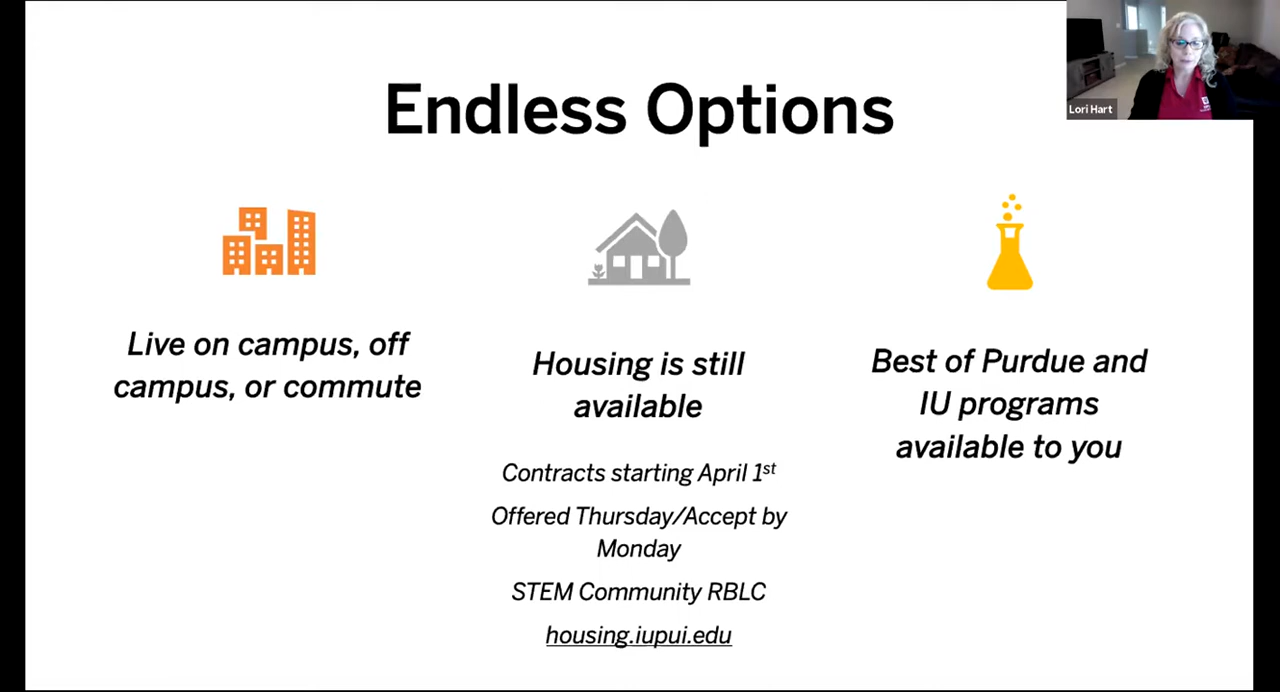 Endless Options
Lori Hart
Live on campus, off
campus, or commute
Housing is still
available
Contracts starting April 1st
Offered Thursday/Accept by
Monday
STEM Community RBLC
housing.iupui.edu
Best of Purdue and
IU programs
available to you